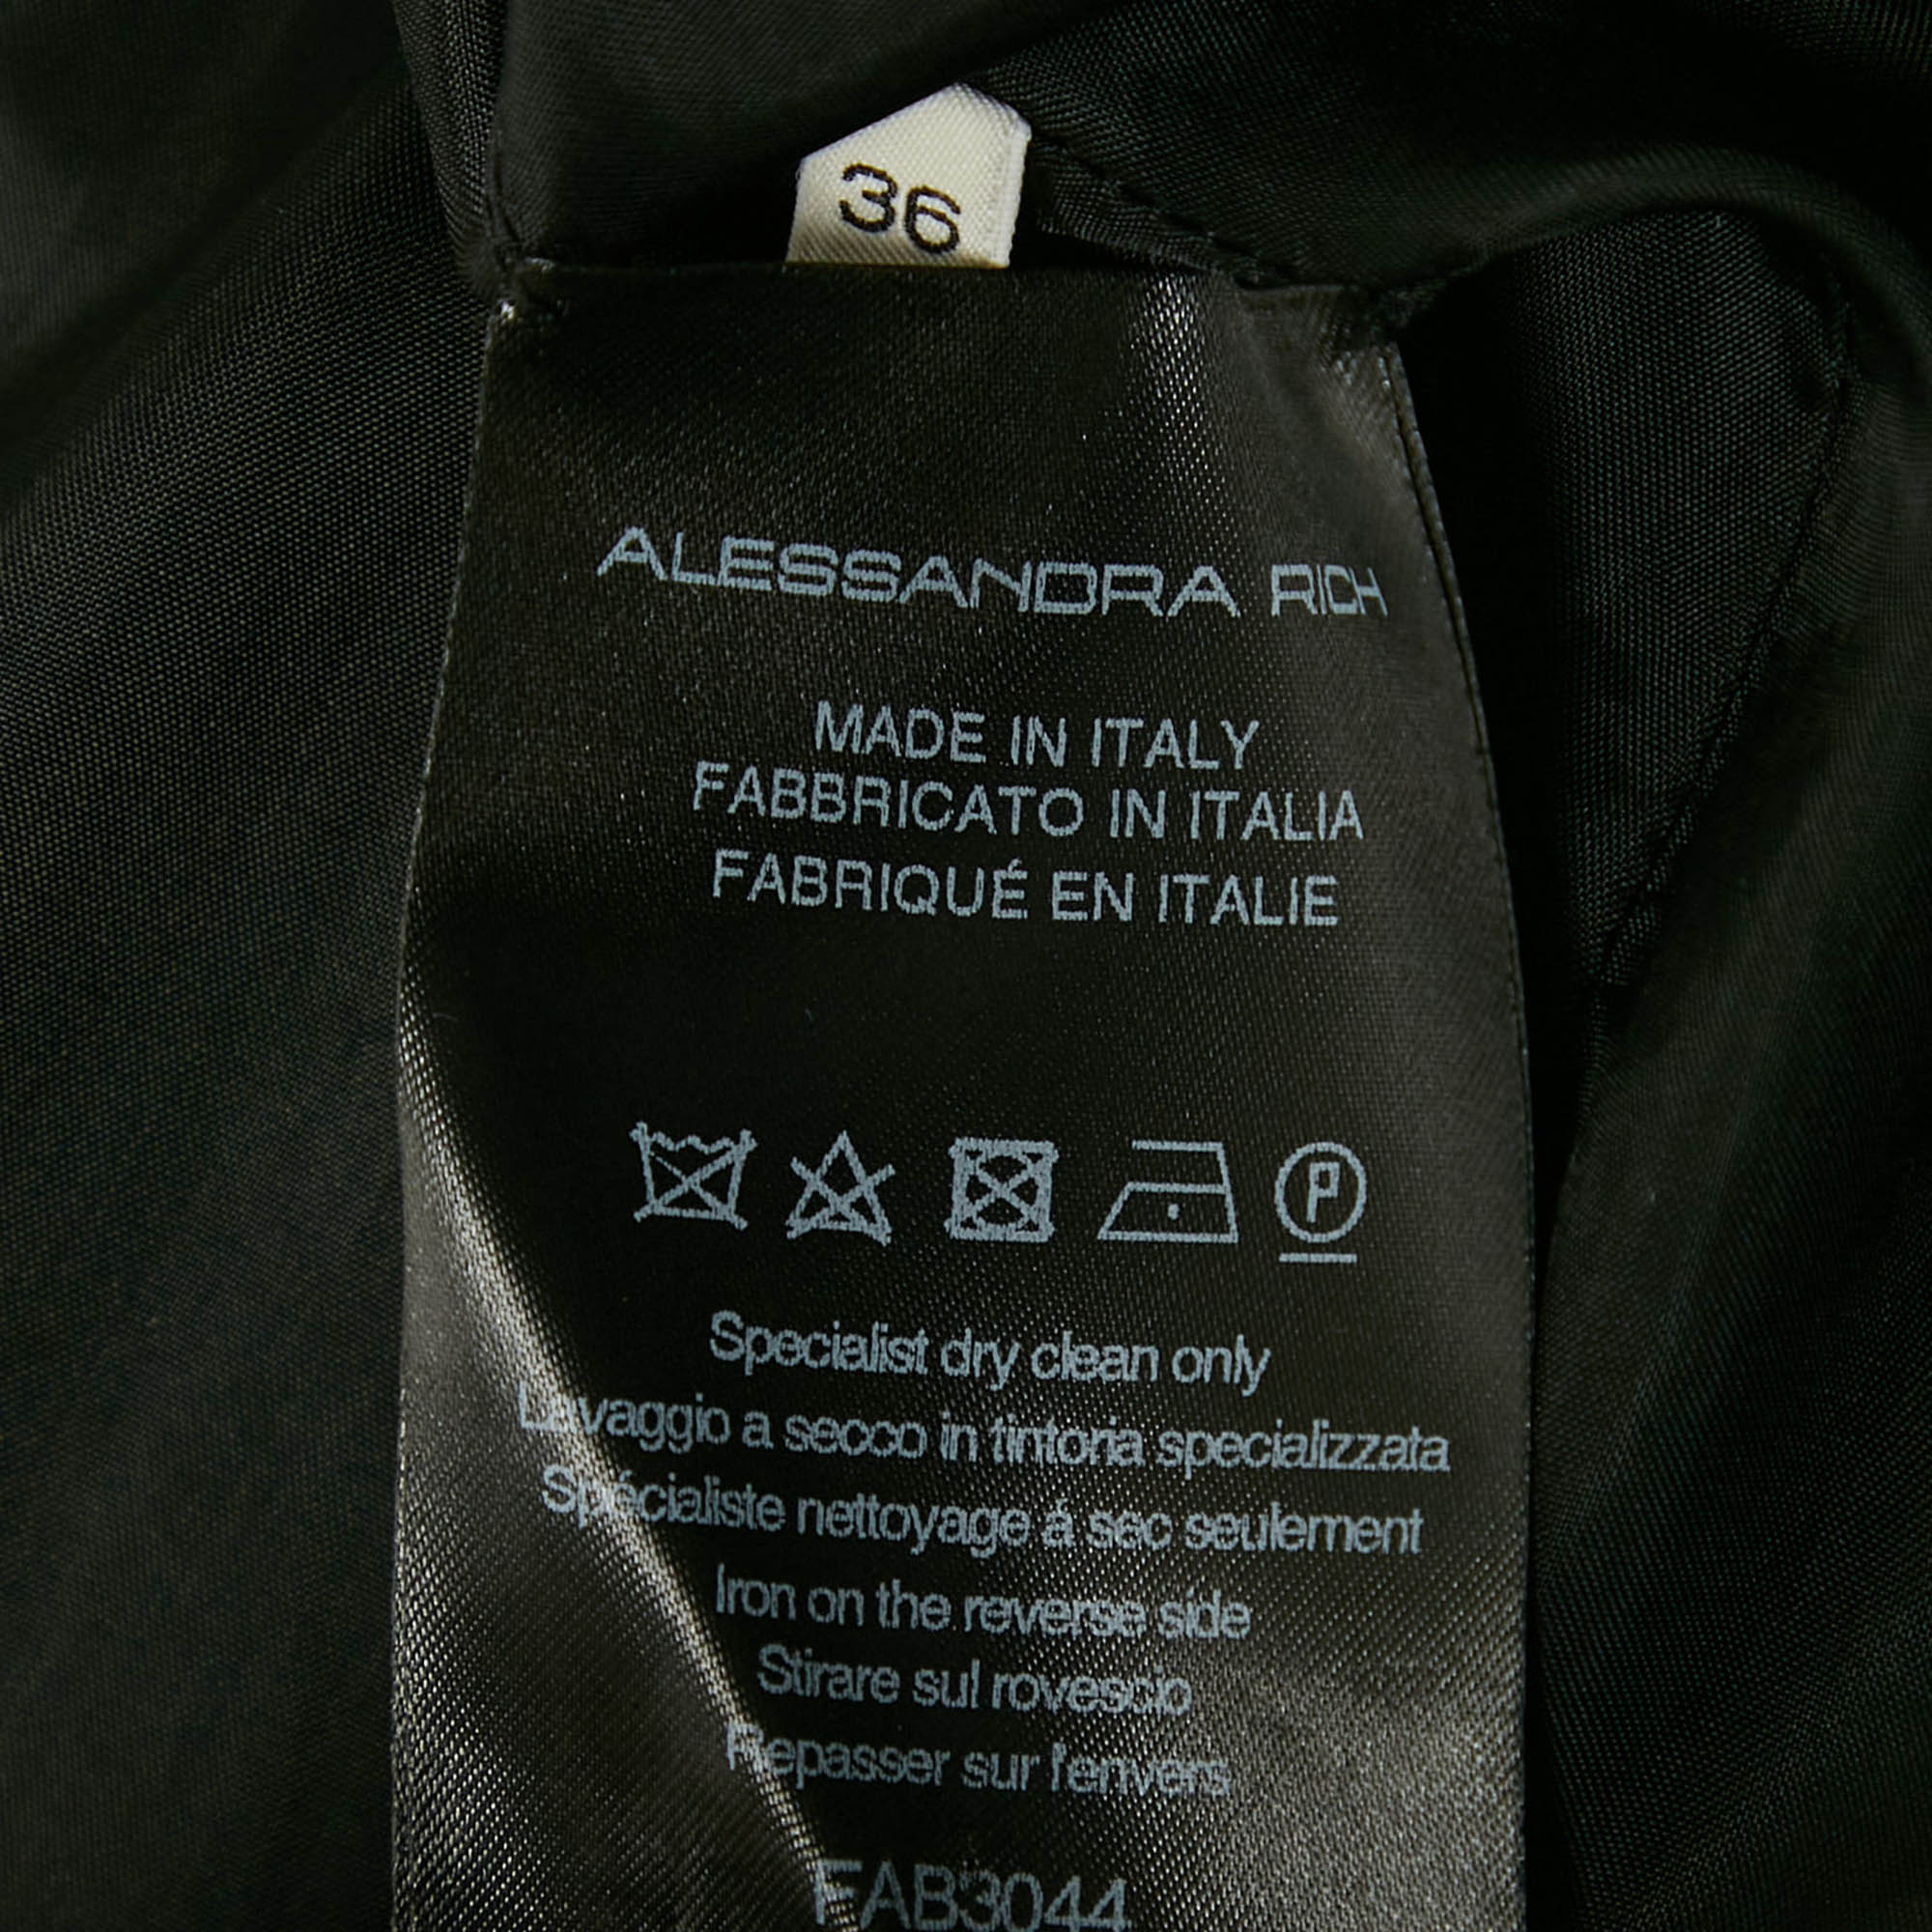 36
ALESSANDRA RICH
MADE IN ITALY
FABBRICATO IN ITALIA
FABRIQUÉ EN ITALIE
P
Specialist dry clean only
Lavaggio a secco in tintoria specializzata
Spécialiste nettoyage á sec seulement
Iron on the reverse side
Stirare sul rovescio
Repasser sur l'envers
FAB3044